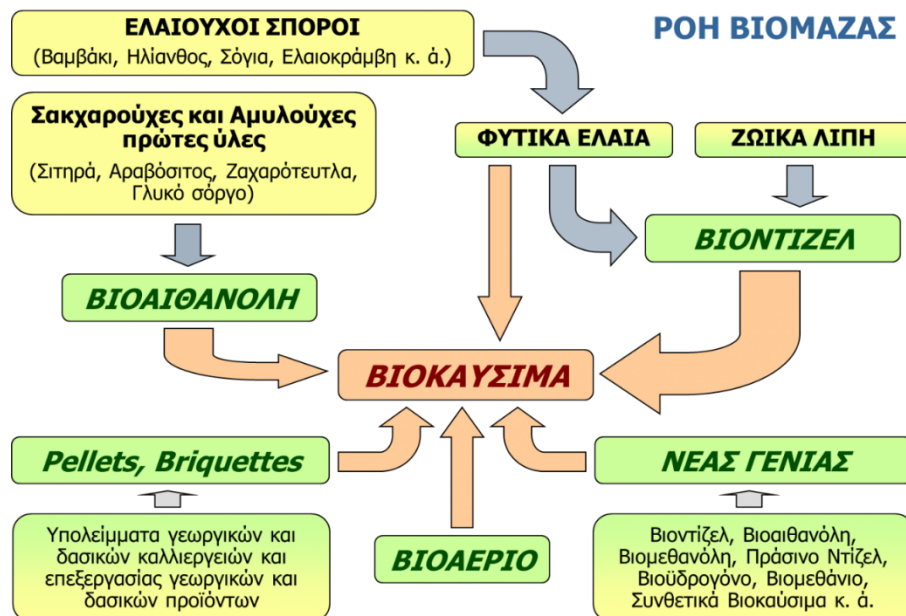 ΡΟΗ ΒΙΟΜΑΖΑΣ
ΕΛΑΙΟΥΧΟΙ ΣΠΟΡΟΙ
(Βαμβάκι, Ηλίανθος, Σόγια, Ελαιοκράμβη κ. ά.)
Σακχαρούχες και Αμυλούχες
πρώτες ύλες
(Σιτηρά, Αραβόσιτος, Ζαχαρότευτλα,
Γλυκό σόργο)
ΦΥΤΙΚΑ ΕΛΑΙΑ
ΖΩΙΚΑ ΛΙΠΗ
ΒΙΟΝΤΙΖΕΛ
ΒΙΟΑΙΘΑΝΟΛΗ
ΒΙΟΚΑΥΣΙΜΑ
Pellets, Briquettes
ΝΕΑΣ ΓΕΝΙΑΣ
Υπολείμματα γεωργικών και
δασικών καλλιεργειών και
επεξεργασίας γεωργικών και
δασικών προϊόντων
ΒΙΟΑΕΡΙΟ
Βιοντίζελ, Βιοαιθανόλη,
Βιομεθανόλη, Πράσινο Ντίζελ,
Βιοϋδρογόνο, Βιομεθάνιο,
Συνθετικά Βιοκαύσιμα κ. ά.